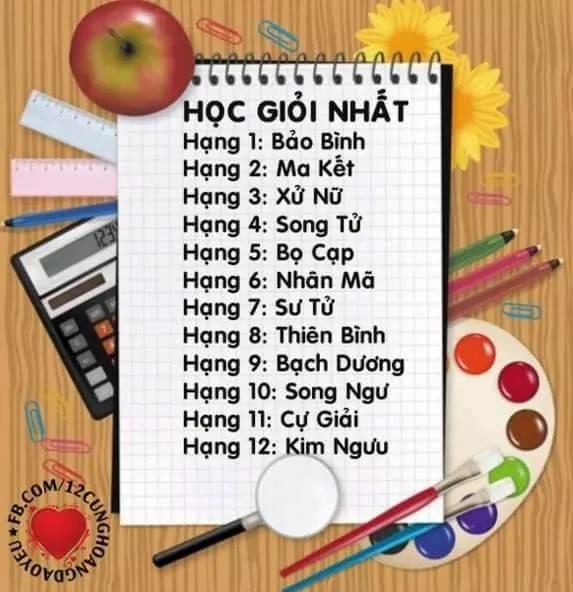 HỌC GIỎI NHẤT
Hạng 1: Bảo Bình
Hạng 2: Ma Kết
Hạng 3: Xử Nữ
Hạng 4: Song Tử
Hạng 5: Bọ Cạp
Hạng 6: Nhân Mã
Hạng 7: Sư Tử
Hạng 8: Thiên Bình
Hạng 9: Bạch Dương
Hạng 10: Song Ngư
Hạng 11: Cự Giải
Hạng 12: Kim Ngưu
FB.COM/12CUNGHOANGDAOYEU